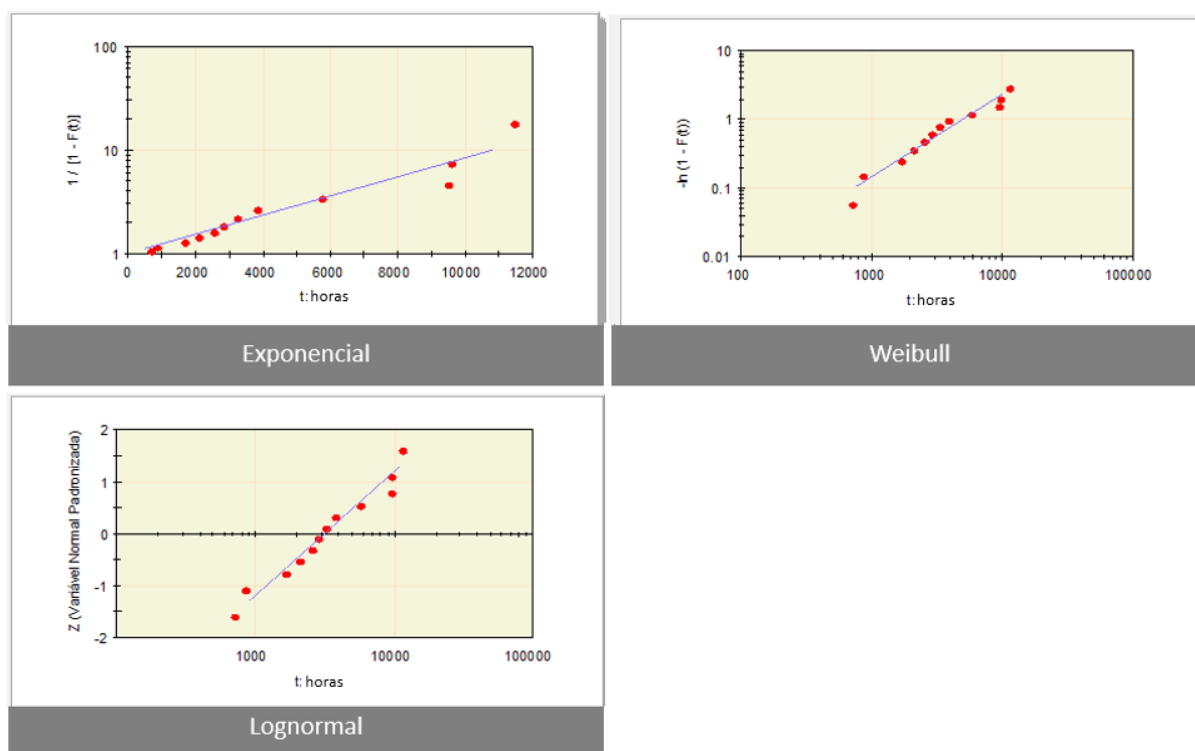 100
10
1
1 / [1 - F(t)]
0 2000 4000 6000 8000 10000 12000
t: horas
Exponencial
10
1
0.1
0.01
-ln (1 - F(t))
100 1000 10000 100000
t: horas
Weibull
2
1
0
-1
-2
Z (Variável Normal Padronizada)
1000 10000 100000
t: horas
Lognormal